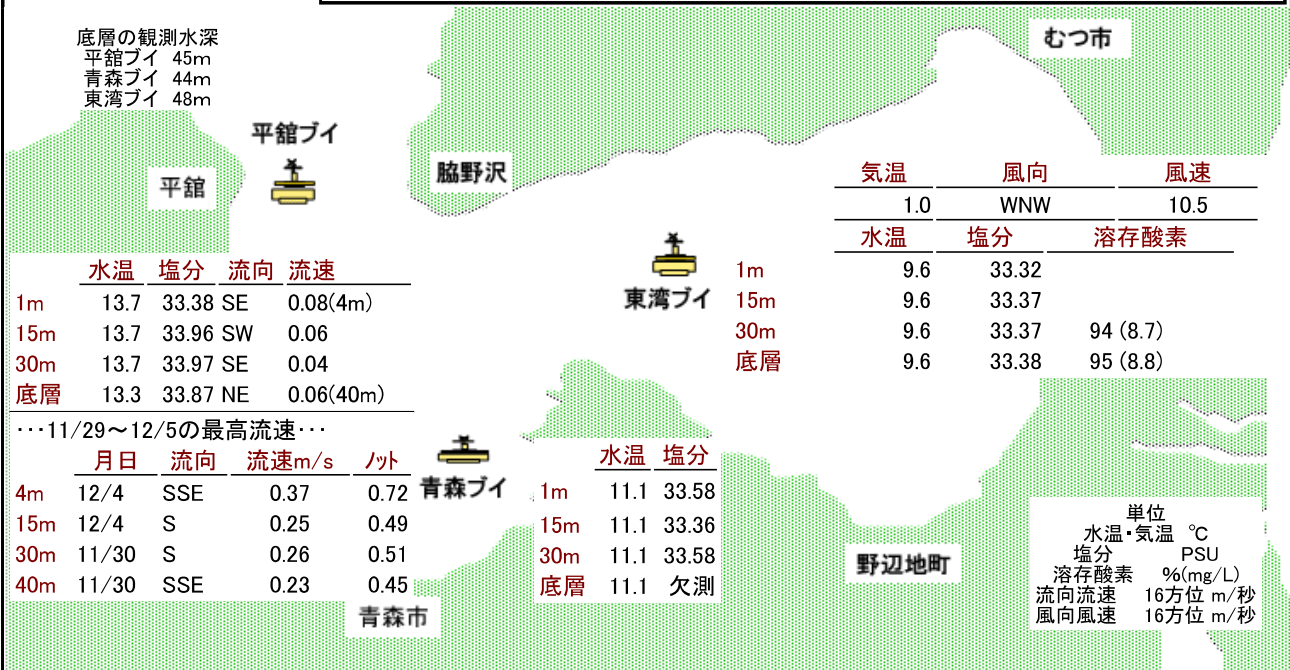 底層の観測水深
平舘ブイ 45m
青森ブイ 44m
東湾ブイ 48m
むつ市
平舘ブイ
平舘
脇野沢
気温 風向 風速
1.0 WNW 10.5
水温 塩分 溶存酸素
1m 9.6 33.32
15m 9.6 33.37
30m 9.6 33.37 94 (8.7)
底層 9.6 33.38 95 (8.8)
東湾ブイ
水温 塩分 流向 流速
1m 13.7 33.38 SE 0.08(4m)
15m 13.7 33.96 SW 0.06
30m 13.7 33.97 SE 0.04
底層 13.3 33.87 NE 0.06(40m)
･･･11/29～12/5の最高流速･･･
月日 流向 流速m/s ﾉｯﾄ
4m 12/4 SSE 0.37 0.72
15m 12/4 S 0.25 0.49
30m 11/30 S 0.26 0.51
40m 11/30 SSE 0.23 0.45
青森ブイ
水温 塩分
1m 11.1 33.58
15m 11.1 33.36
30m 11.1 33.58
底層 11.1 欠測
青森市
野辺地町
単位
水温･気温 ℃
塩分 PSU
溶存酸素 %(mg/L)
流向流速 16方位 m/秒
風向風速 16方位 m/秒